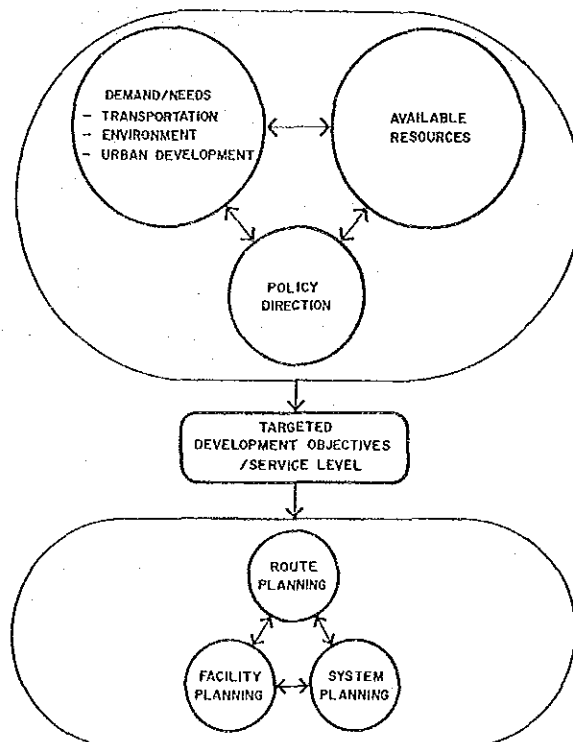 DEMAND/NEEDS
- TRANSPORTATION
- ENVIRONMENT
- URBAN DEVELOPMENT
AVAILABLE
RESOURCES
POLICY
DIRECTION
TARGETED
DEVELOPMENT OBJECTIVES
/SERVICE LEVEL
ROUTE
PLANNING
FACILITY
PLANNING
SYSTEM
PLANNING